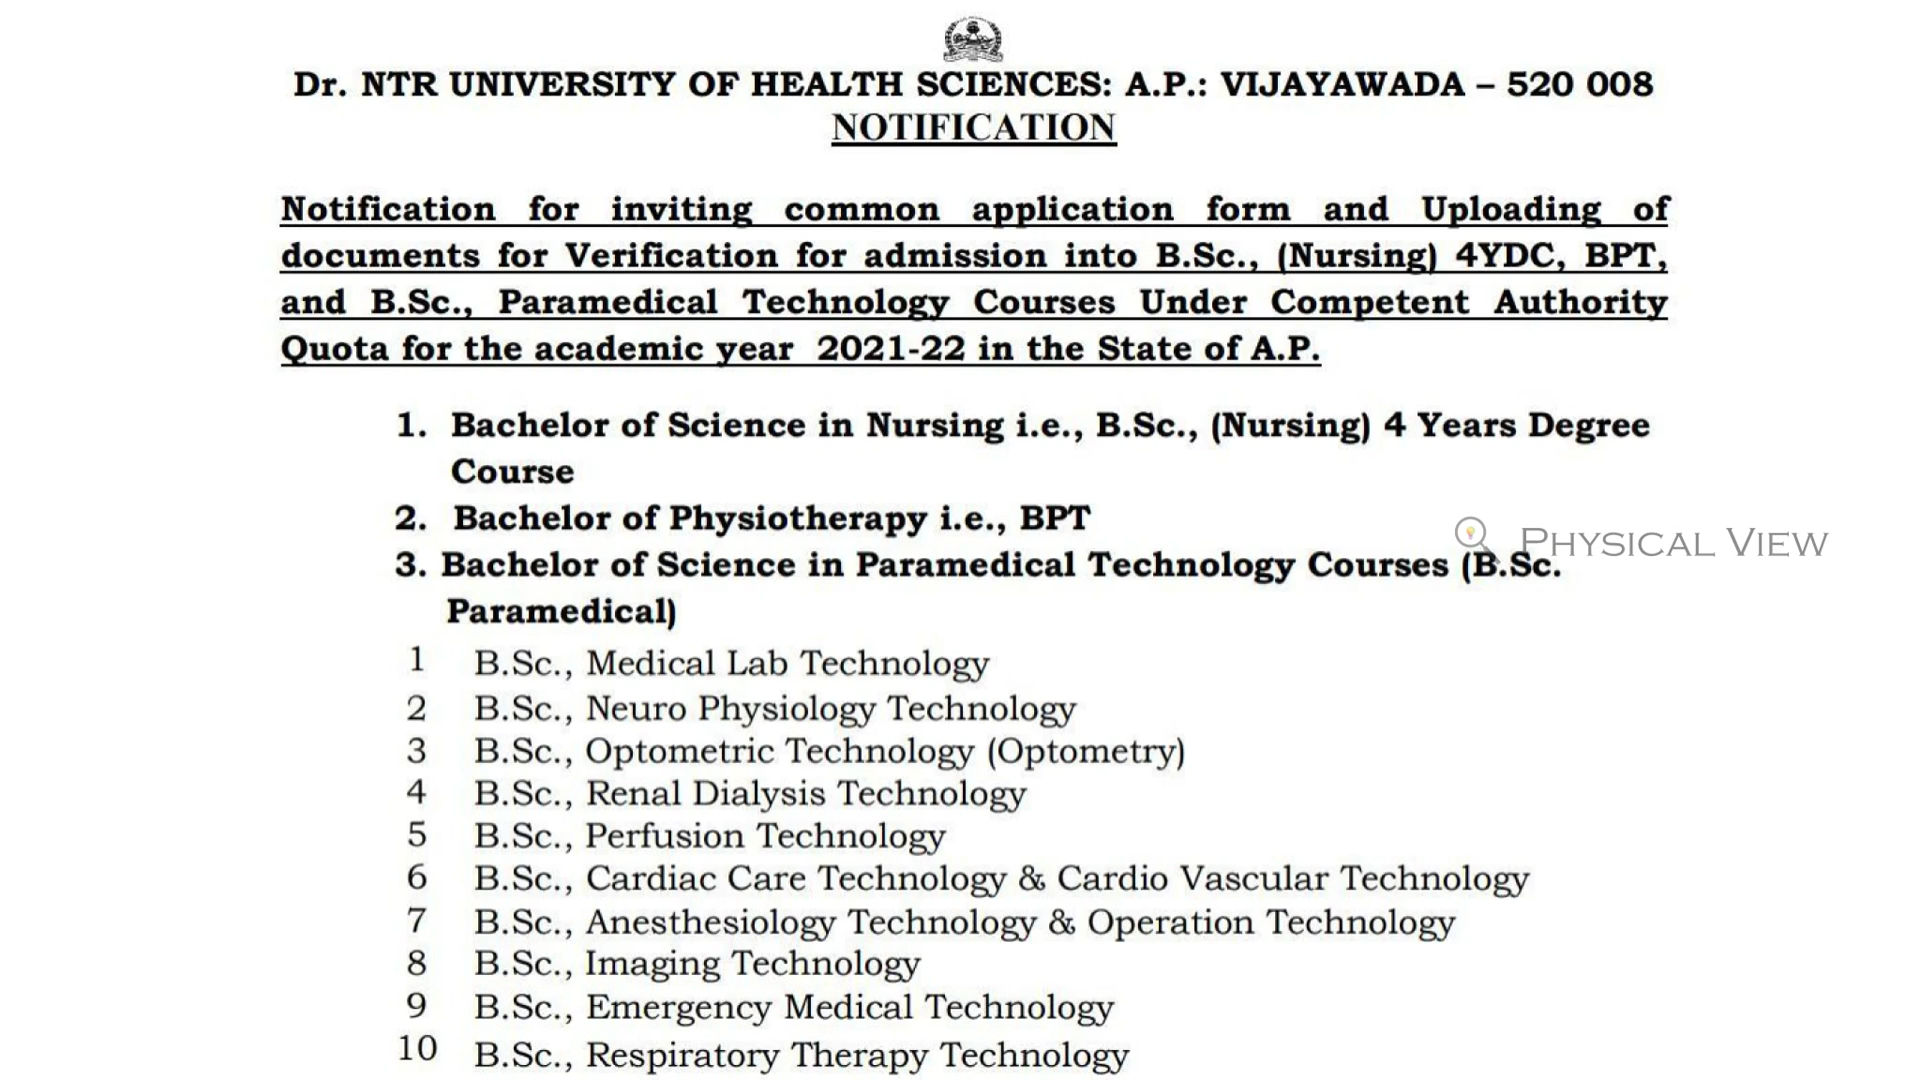 Dr. NTR UNIVERSITY OF HEALTH SCIENCES: A.P.: VIJAYAWADA – 520 008
NOTIFICATION
Notification for inviting common application form and Uploading of
documents for Verification for admission into B.Sc., (Nursing) 4YDC, BPT,
and B.Sc., Paramedical Technology Courses Under Competent Authority
Quota for the academic year 2021-22 in the State of A.P.
1. Bachelor of Science in Nursing i.e., B.Sc., (Nursing) 4 Years Degree
Course
2. Bachelor of Physiotherapy i.e., BPT
PHYSICAL VIEW
3. Bachelor of Science in Paramedical Technology Courses (B.Sc.
Paramedical)
1 B.Sc., Medical Lab Technology
2 B.Sc., Neuro Physiology Technology
3 B.Sc., Optometric Technology (Optometry)
4 B.Sc., Renal Dialysis Technology
5 B.Sc., Perfusion Technology
6 B.Sc., Cardiac Care Technology & Cardio Vascular Technology
7 B.Sc., Anesthesiology Technology & Operation Technology
8 B.Sc., Imaging Technology
9 B.Sc., Emergency Medical Technology
10 B.Sc., Respiratory Therapy Technology